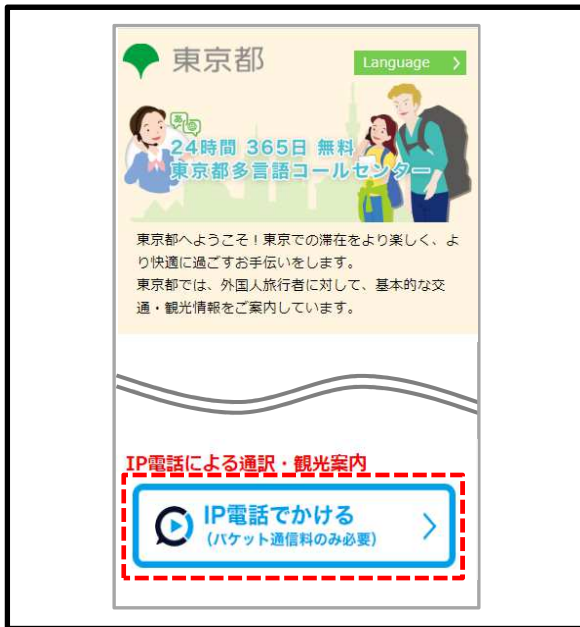 東京都
Language
あ
24時間 365日 無料
東京都多言語コールセンター
東京都へようこそ！東京での滞在をより楽しく、よ
り快適に過ごすお手伝いをします。
東京都では、外国人旅行者に対して、基本的な交
通・観光情報をご案内しています。
IP電話による通訳・観光案内
IP電話でかける
（パケット通信料のみ必要）